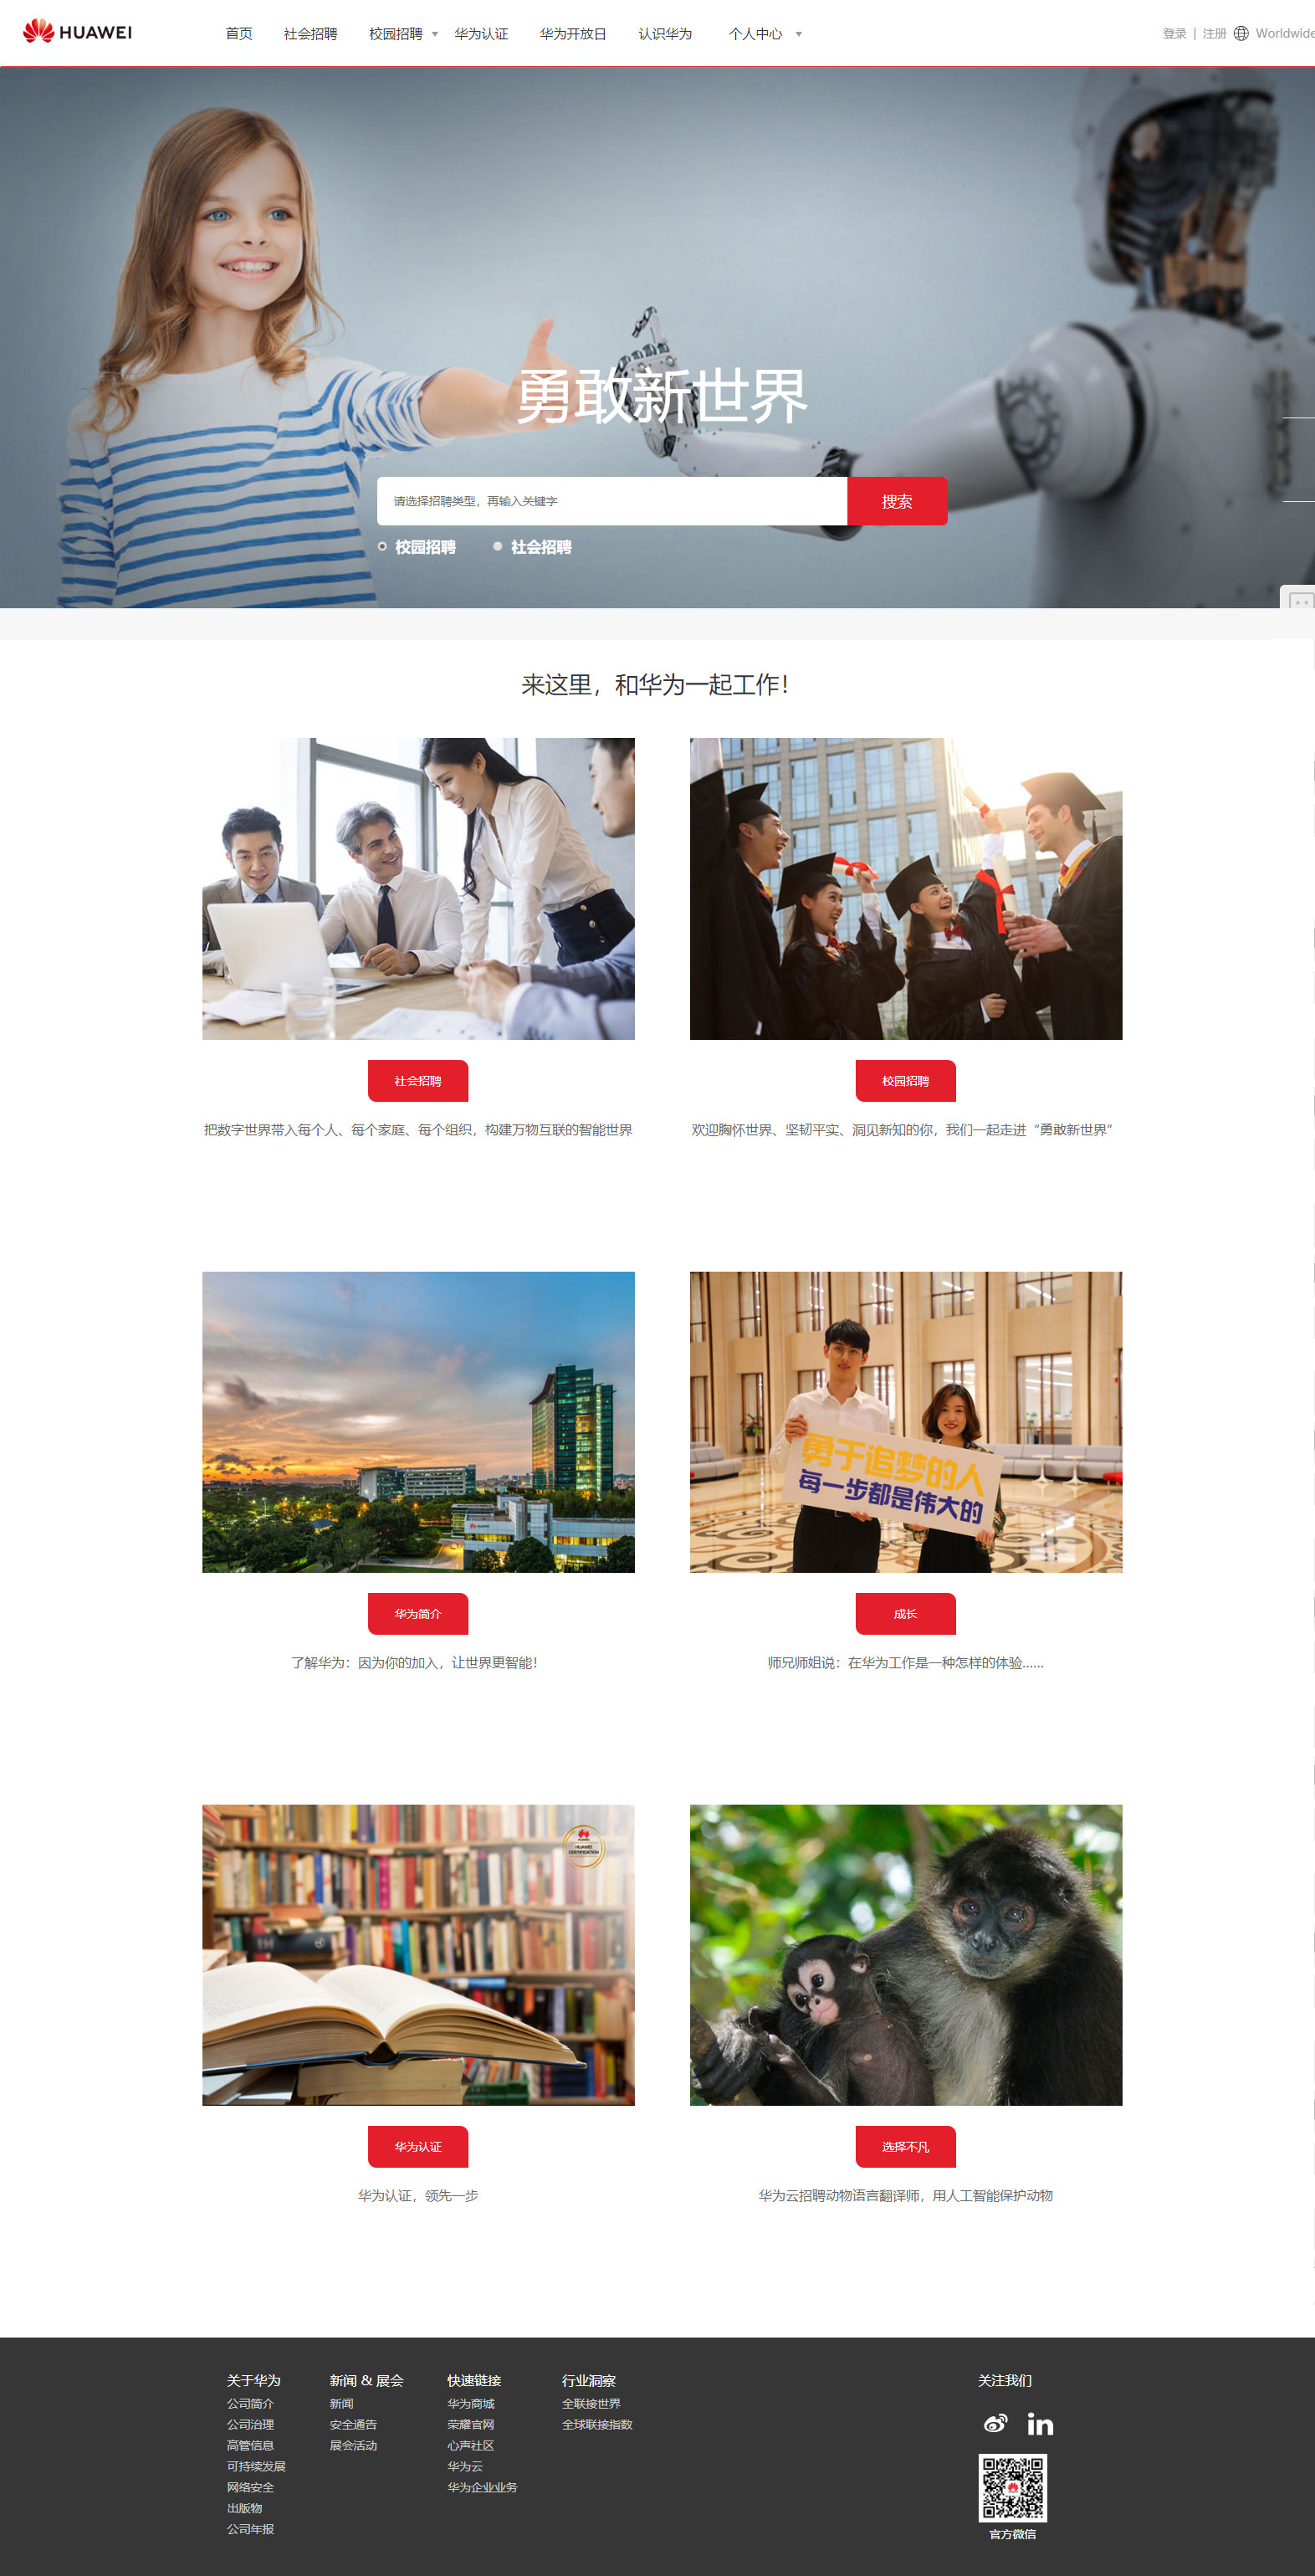 HUAWEI
首页 社会招聘 校园招聘 华为认证 华为开放日 认识华为 个人中心 登录 | 注册 Worldwide
勇敢新世界
请选择招聘类型，再输入关键字 搜索
校园招聘 社会招聘
来这里，和华为一起工作！
社会招聘 校园招聘
把数字世界带入每个人、每个家庭、每个组织，构建万物互联的智能世界
欢迎胸怀世界、坚韧平实、洞见新知的你，我们一起走进“勇敢新世界”
HUAWEI
勇于追梦的人
每一步都是伟大的
华为简介 成长
了解华为：因为你的加入，让世界更智能！
师兄师姐说：在华为工作是一种怎样的体验……
HUAWEI
HUAWEI
CERTIFICATION
华为认证 选择不凡
华为认证，领先一步
华为云招聘动物语言翻译师，用人工智能保护动物
关于华为
公司简介
公司治理
高管信息
可持续发展
网络安全
出版物
公司年报
新闻 & 展会
新闻
安全通告
展会活动
快速链接
华为商城
荣耀官网
心声社区
华为云
华为企业业务
行业洞察
全联接世界
全球联接指数
关注我们
in
官方微信